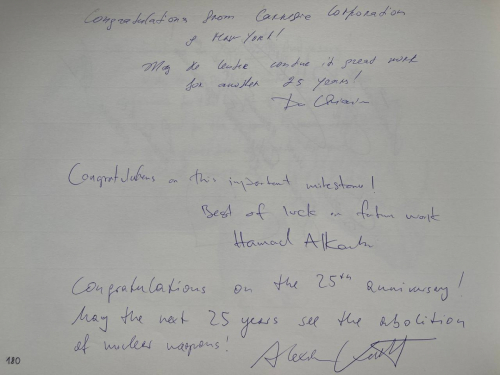 Congratulations from Carnegie Corporation
of New York!
May the centre continue its great work
for another 25 years!
Congratulations on this important milestone!
Best of luck on future work
Hamad
Congratulations on the 25th anniversary!
May the next 25 years see the abolition
of nuclear weapons!
180